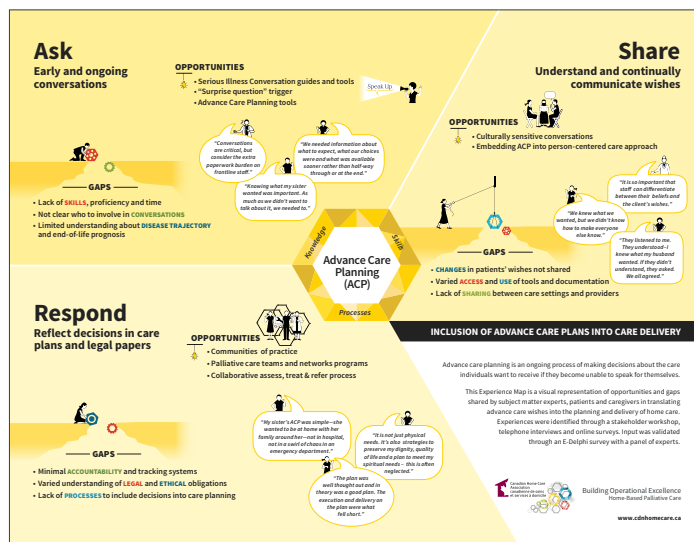 Ask
Early and ongoing
conversations
OPPORTUNITIES
• Serious Illness Conversation guides and tools
• “Surprise question” trigger
• Advance Care Planning tools
Speak Up
“Conversations
are critical, but
consider the extra
paperwork burden on
frontline staff.”
“We needed information about
what to expect, what our choices
were and what was available
sooner rather than half-way
through or at the end.”
“Knowing what my sister
wanted was important. As
much as we didn’t want to
talk about it, we needed to.”
GAPS
• Lack of SKILLS, proficiency and time
• Not clear who to involve in CONVERSATIONS
• Limited understanding about DISEASE TRAJECTORY
and end-of-life prognosis
Share
Understand and continually
communicate wishes
OPPORTUNITIES
• Culturally sensitive conversations
• Embedding ACP into person-centered care approach
“It is so important that
staff can differentiate
between their beliefs and
the client’s wishes.”
“We knew what we
wanted, but we didn’t know
how to make everyone
else know.”
“They listened to me.
They understood–I
knew what my husband
wanted. If they didn’t
understand, they asked.
We all agreed.”
GAPS
• CHANGES in patients’ wishes not shared
• Varied ACCESS and USE of tools and documentation
• Lack of SHARING between care settings and providers
Knowledge
Skills
Processes
Advance Care
Planning
(ACP)
Respond
Reflect decisions in care
plans and legal papers
OPPORTUNITIES
• Communities of practice
• Palliative care teams and networks programs
• Collaborative assess, treat & refer process
“My sister’s ACP was simple—she
wanted to be at home with her
family around her—not in hospital,
not in a swirl of chaos in an
emergency department.”
“It is not just physical
needs. It’s also strategies to
preserve my dignity, quality
of life and a plan to meet my
spiritual needs – this is often
neglected.”
“The plan was
well thought out and in
theory was a good plan. The
execution and delivery on
the plan were what
fell short.”
GAPS
• Minimal ACCOUNTABILITY and tracking systems
• Varied understanding of LEGAL and ETHICAL obligations
• Lack of PROCESSES to include decisions into care planning
INCLUSION OF ADVANCE CARE PLANS INTO CARE DELIVERY
Advance care planning is an ongoing process of making decisions about the care
individuals want to receive if they become unable to speak for themselves.
This Experience Map is a visual representation of opportunities and gaps
shared by subject matter experts, patients and caregivers in translating
advance care wishes into the planning and delivery of home care.
Experiences were identified through a stakeholder workshop,
telephone interviews and online surveys. Input was validated
through an E-Delphi survey with a panel of experts.
Canadian Home Care
Association
canadienne de soins
et services à domicile
Building Operational Excellence
Home-Based Palliative Care
www.cdnhomecare.ca